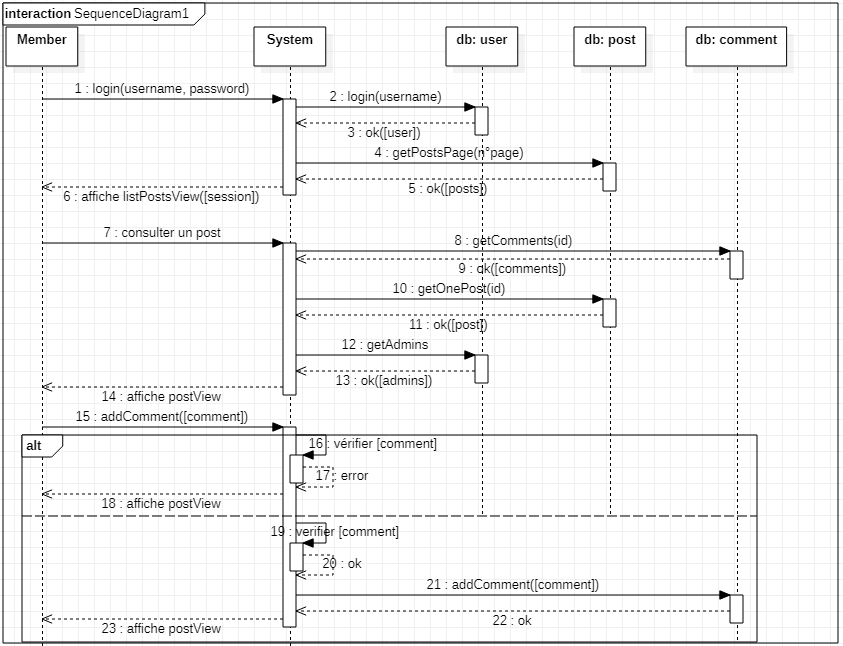 interaction SequenceDiagram1
Member
System
db: user
db: post
db: comment
1 : login(username, password)
2 : login(username)
3 : ok([user])
4 : getPostsPage(n°page)
5 : ok([posts])
6 : affiche listPostsView([session])
7 : consulter un post
8 : getComments(id)
9 : ok([comments])
10 : getOnePost(id)
11 : ok([post])
12 : getAdmins
13 : ok([admins])
14 : affiche postView
15 : addComment([comment])
alt
16 : vérifier [comment]
17 : error
18 : affiche postView
19 : verifier [comment]
20 : ok
21 : addComment([comment])
22 : ok
23 : affiche postView